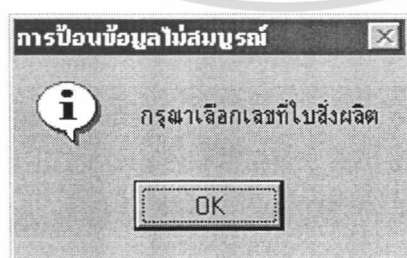 การป้อนข้อมูลไม่สมบูรณ์
กรุณาเลือกเลขที่ใบสั่งผลิต
OK